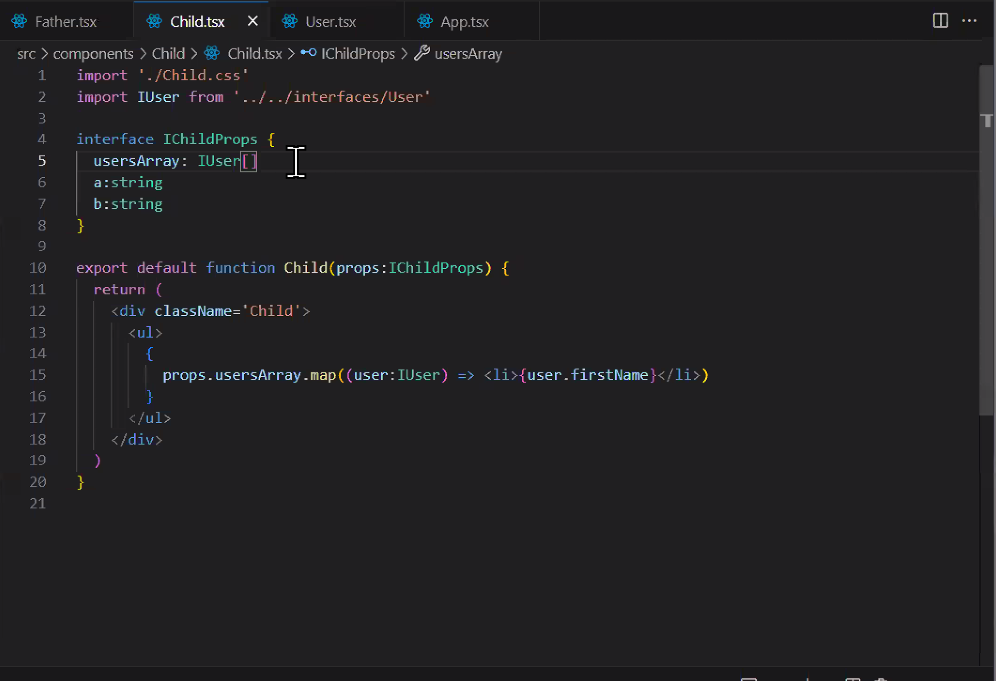 Father.tsx Child.tsx User.tsx App.tsx
src > components > Child > Child.tsx > IChildProps > usersArray
1 import './Child.css'
2 import IUser from '../../interfaces/User'
3
4 interface IChildProps {
5 usersArray: IUser[]
6 a:string
7 b:string
8 }
9
10 export default function Child(props:IChildProps) {
11 return (
12 <div className='Child'>
13 <ul>
14 {
15 props.usersArray.map((user:IUser) => <li>{user.firstName}</li>)
16 }
17 </ul>
18 </div>
19 )
20 }
21